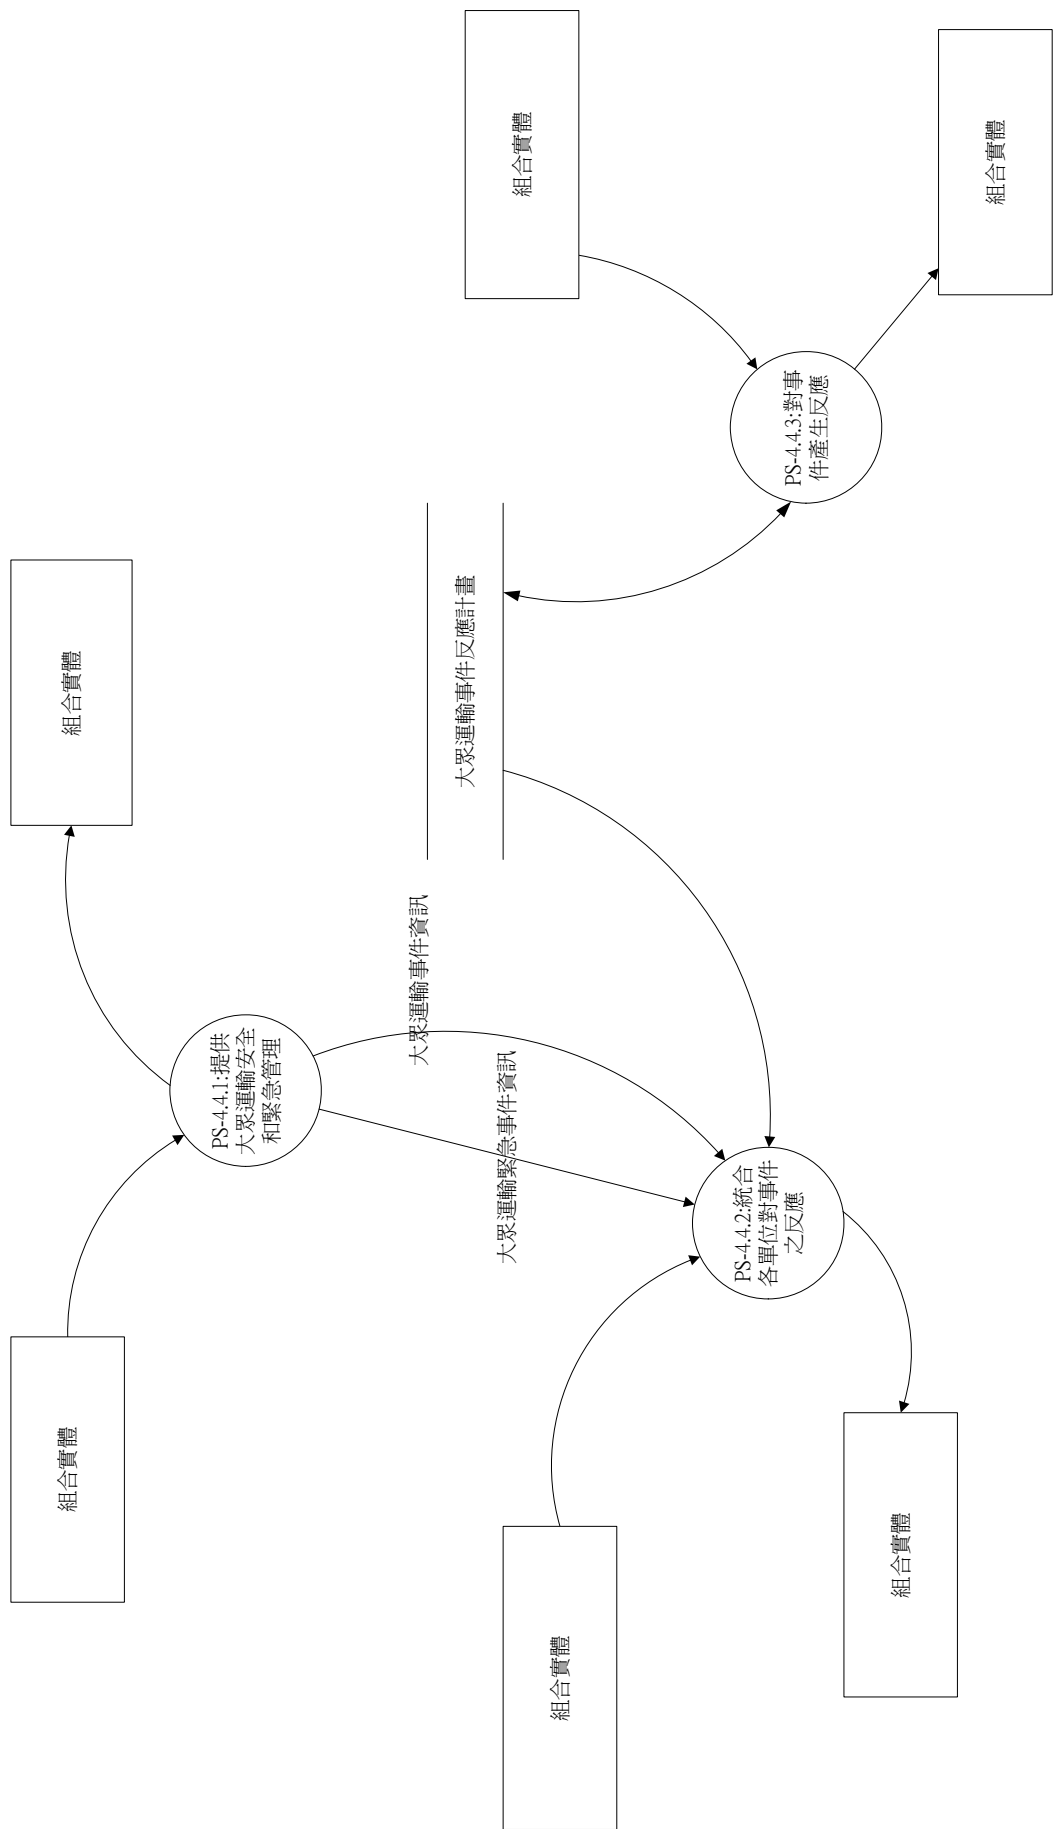 組合實體
組合實體
PS-4.4.1:提供
大眾運輸安全
和緊急管理
大眾運輸事件資訊
大眾運輸事件反應計畫
大眾運輸緊急事件資訊
組合實體
組合實體
PS-4.4.2:統合
各單位對事件
之反應
PS-4.4.3:對事
件產生反應
組合實體
組合實體